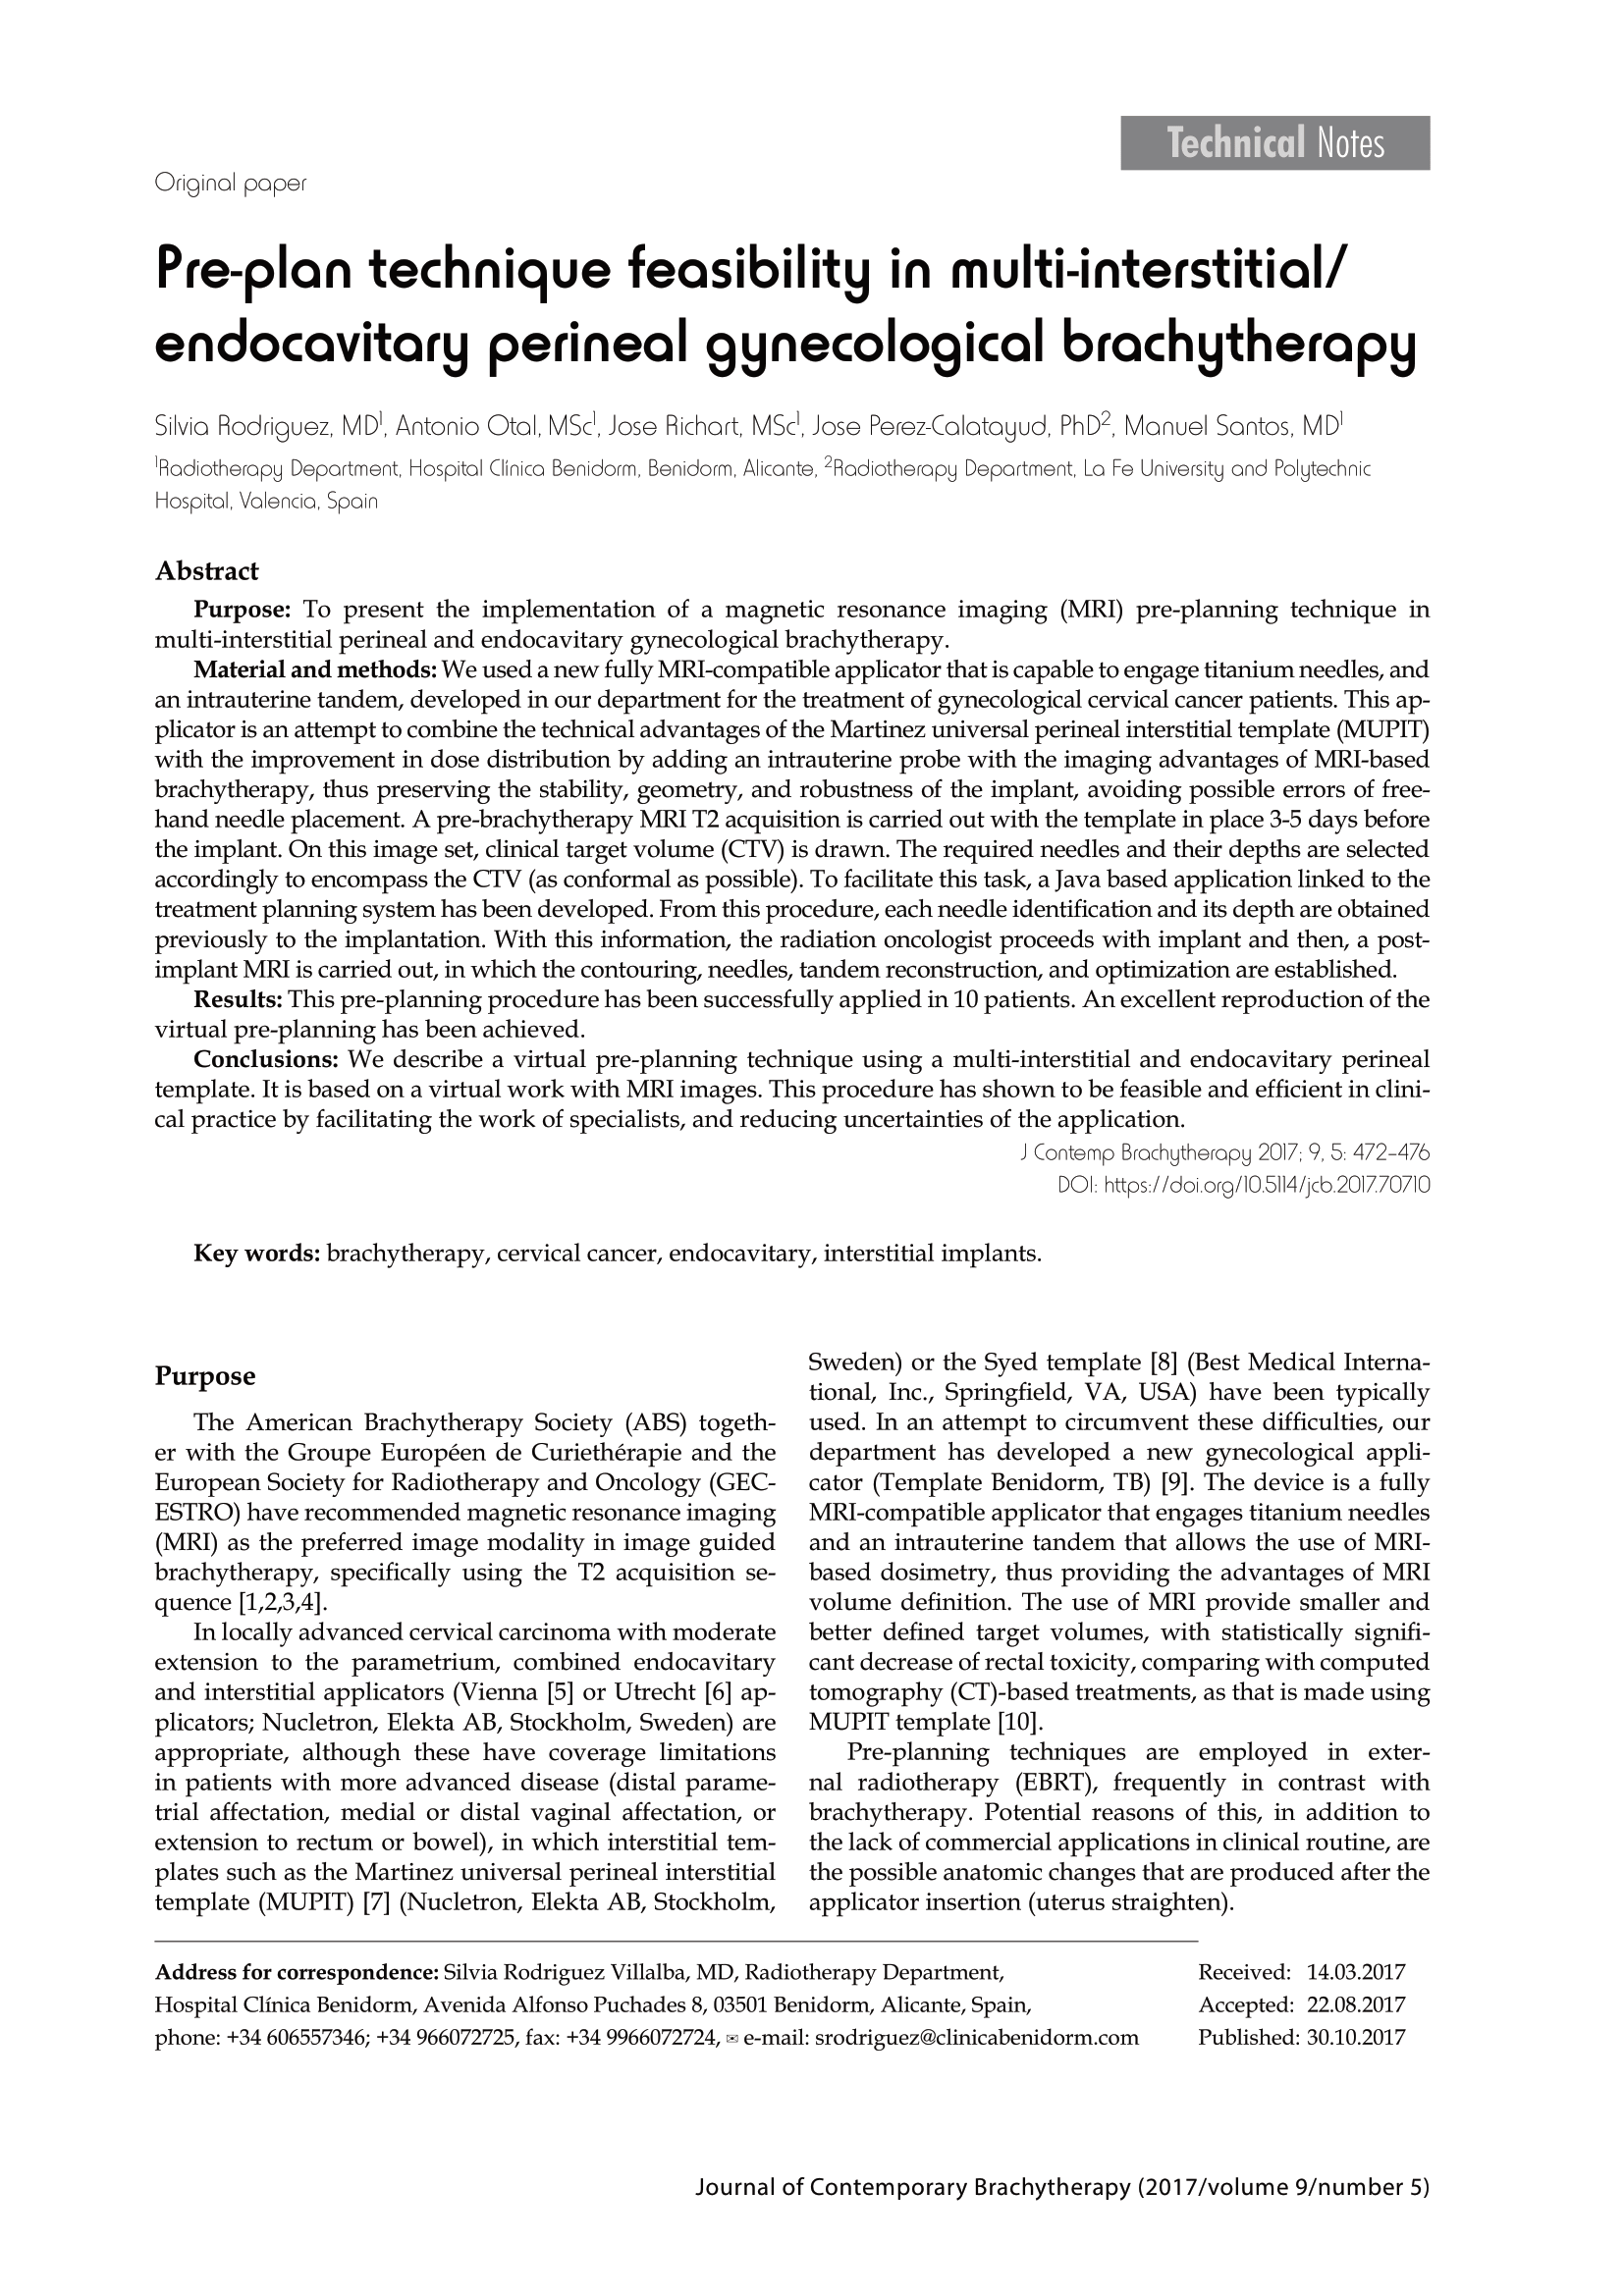 Technical Notes
Original paper
Pre-plan technique feasibility in multi-interstitial/
endocavitary perineal gynecological brachytherapy
Silvia Rodriguez, MD1, Antonio Otal, MSc1, Jose Richart, MSc1, Jose Perez-Calatayud, PhD2, Manuel Santos, MD1
1Radiotherapy Department, Hospital Clínica Benidorm, Benidorm, Alicante, 2Radiotherapy Department, La Fe University and Polytechnic
Hospital, Valencia, Spain
Abstract
Purpose: To present the implementation of a magnetic resonance imaging (MRI) pre-planning technique in
multi-interstitial perineal and endocavitary gynecological brachytherapy.
Material and methods: We used a new fully MRI-compatible applicator that is capable to engage titanium needles, and
an intrauterine tandem, developed in our department for the treatment of gynecological cervical cancer patients. This ap-
plicator is an attempt to combine the technical advantages of the Martinez universal perineal interstitial template (MUPIT)
with the improvement in dose distribution by adding an intrauterine probe with the imaging advantages of MRI-based
brachytherapy, thus preserving the stability, geometry, and robustness of the implant, avoiding possible errors of free-
hand needle placement. A pre-brachytherapy MRI T2 acquisition is carried out with the template in place 3-5 days before
the implant. On this image set, clinical target volume (CTV) is drawn. The required needles and their depths are selected
accordingly to encompass the CTV (as conformal as possible). To facilitate this task, a Java based application linked to the
treatment planning system has been developed. From this procedure, each needle identification and its depth are obtained
previously to the implantation. With this information, the radiation oncologist proceeds with implant and then, a post-
implant MRI is carried out, in which the contouring, needles, tandem reconstruction, and optimization are established.
Results: This pre-planning procedure has been successfully applied in 10 patients. An excellent reproduction of the
virtual pre-planning has been achieved.
Conclusions: We describe a virtual pre-planning technique using a multi-interstitial and endocavitary perineal
template. It is based on a virtual work with MRI images. This procedure has shown to be feasible and efficient in clini-
cal practice by facilitating the work of specialists, and reducing uncertainties of the application.
J Contemp Brachytherapy 2017; 9, 5: 472–476
DOI: https://doi.org/10.5114/jcb.2017.70710
Key words: brachytherapy, cervical cancer, endocavitary, interstitial implants.
Purpose
The American Brachytherapy Society (ABS) togeth-
er with the Groupe Européen de Curiethérapie and the
European Society for Radiotherapy and Oncology (GEC-
ESTRO) have recommended magnetic resonance imaging
(MRI) as the preferred image modality in image guided
brachytherapy, specifically using the T2 acquisition se-
quence [1,2,3,4].
In locally advanced cervical carcinoma with moderate
extension to the parametrium, combined endocavitary
and interstitial applicators (Vienna [5] or Utrecht [6] ap-
plicators; Nucletron, Elekta AB, Stockholm, Sweden) are
appropriate, although these have coverage limitations
in patients with more advanced disease (distal parame-
trial affectation, medial or distal vaginal affectation, or
extension to rectum or bowel), in which interstitial tem-
plates such as the Martinez universal perineal interstitial
template (MUPIT) [7] (Nucletron, Elekta AB, Stockholm,
Sweden) or the Syed template [8] (Best Medical Interna-
tional, Inc., Springfield, VA, USA) have been typically
used. In an attempt to circumvent these difficulties, our
department has developed a new gynecological appli-
cator (Template Benidorm, TB) [9]. The device is a fully
MRI-compatible applicator that engages titanium needles
and an intrauterine tandem that allows the use of MRI-
based dosimetry, thus providing the advantages of MRI
volume definition. The use of MRI provide smaller and
better defined target volumes, with statistically signifi-
cant decrease of rectal toxicity, comparing with computed
tomography (CT)-based treatments, as that is made using
MUPIT template [10].
Pre-planning techniques are employed in exter-
nal radiotherapy (EBRT), frequently in contrast with
brachytherapy. Potential reasons of this, in addition to
the lack of commercial applications in clinical routine, are
the possible anatomic changes that are produced after the
applicator insertion (uterus straighten).
Address for correspondence: Silvia Rodriguez Villalba, MD, Radiotherapy Department,
Hospital Clínica Benidorm, Avenida Alfonso Puchades 8, 03501 Benidorm, Alicante, Spain,
phone: +34 606557346; +34 966072725, fax: +34 9966072724, ✉ e-mail: srodriguez@clinicabenidorm.com
Received: 14.03.2017
Accepted: 22.08.2017
Published: 30.10.2017
Journal of Contemporary Brachytherapy (2017/volume 9/number 5)